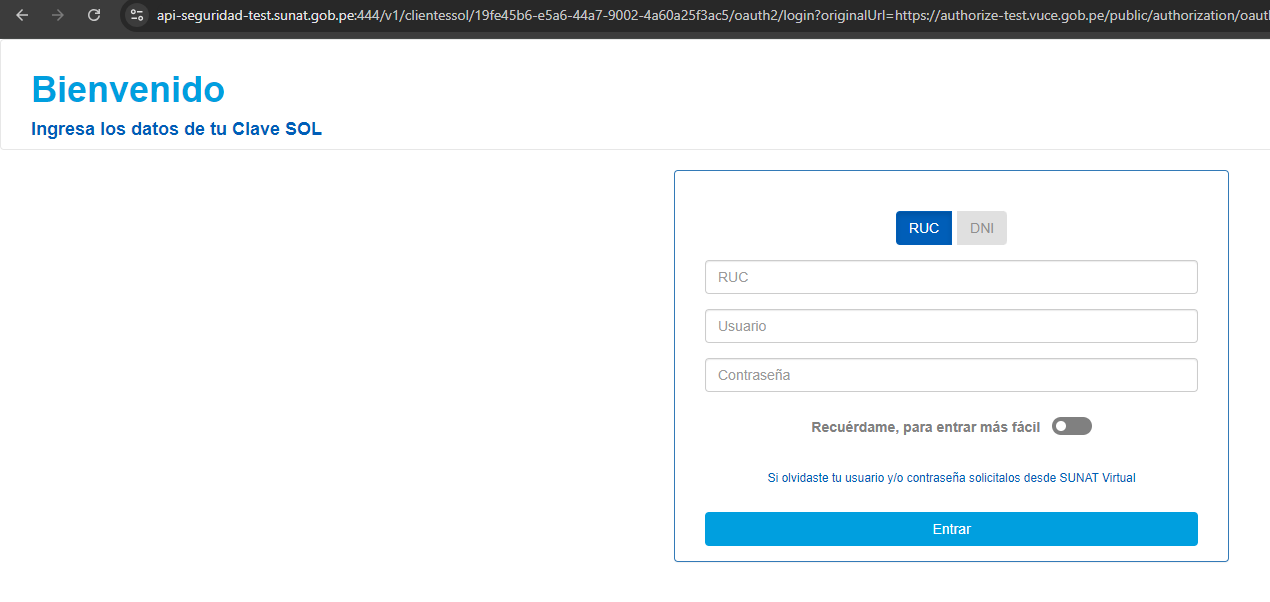 api-seguridad-test.sunat.gob.pe:444/v1/clientessol/19fe45b6-e5a6-44a7-9002-4a60a25f3ac5/oauth2/login?originalUrl=https://authorize-test.vuce.gob.pe/public/authorization/oaut
Bienvenido
Ingresa los datos de tu Clave SOL
RUC DNI
RUC
Usuario
Contraseña
Recuérdame, para entrar más fácil
Si olvidaste tu usuario y/o contraseña solicitalos desde SUNAT Virtual
Entrar